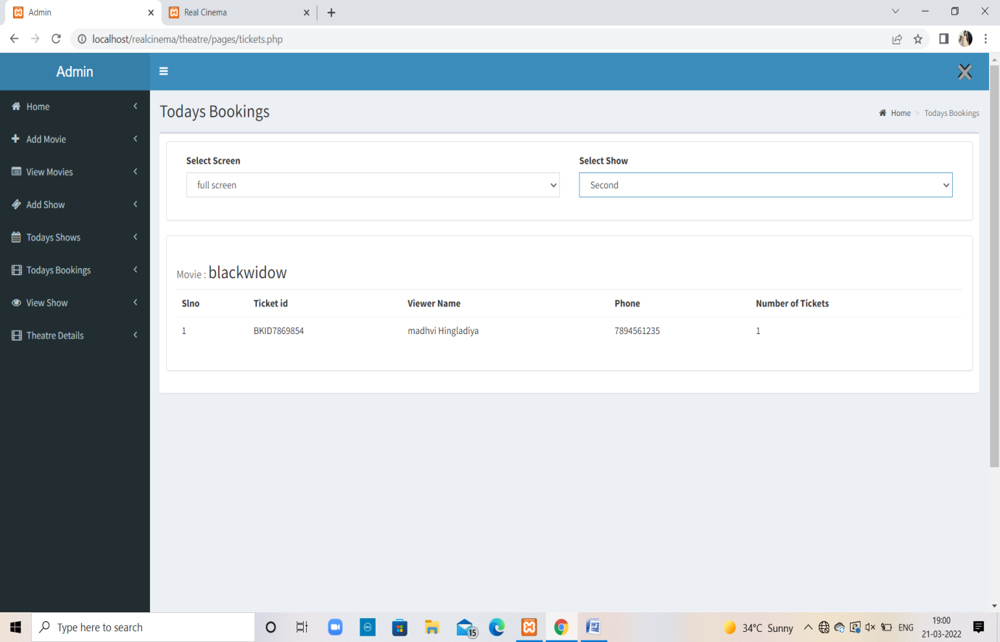 Admin
Real Cinema
localhost/realcinema/theatre/pages/tickets.php
Admin
Home
Add Movie
View Movies
Add Show
Todays Shows
Todays Bookings
View Show
Theatre Details
Todays Bookings
Home > Todays Bookings
Select Screen
Select Show
full screen
Second
Movie : blackwidow
Slno Ticket id Viewer Name Phone Number of Tickets
1 BKID7869854 madhvi Hingladiya 7894561235 1
Type here to search
15
34°C Sunny
ENG
19:00
21-03-2022